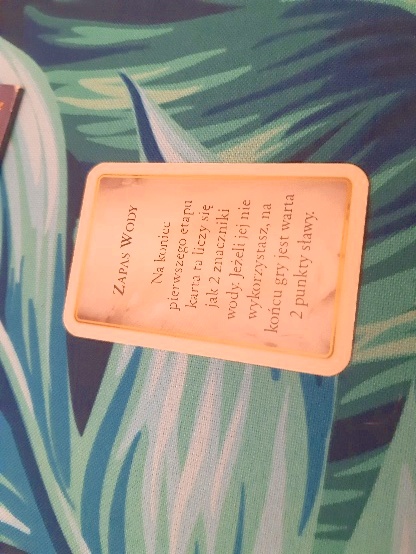 ZAPAS WODY
Na koniec
pierwszego etapu
karta ta liczy się
jak 2 znaczniki
wody. Jeżeli jej nie
wykorzystasz, na
końcu gry jest warta
2 punkty sławy.